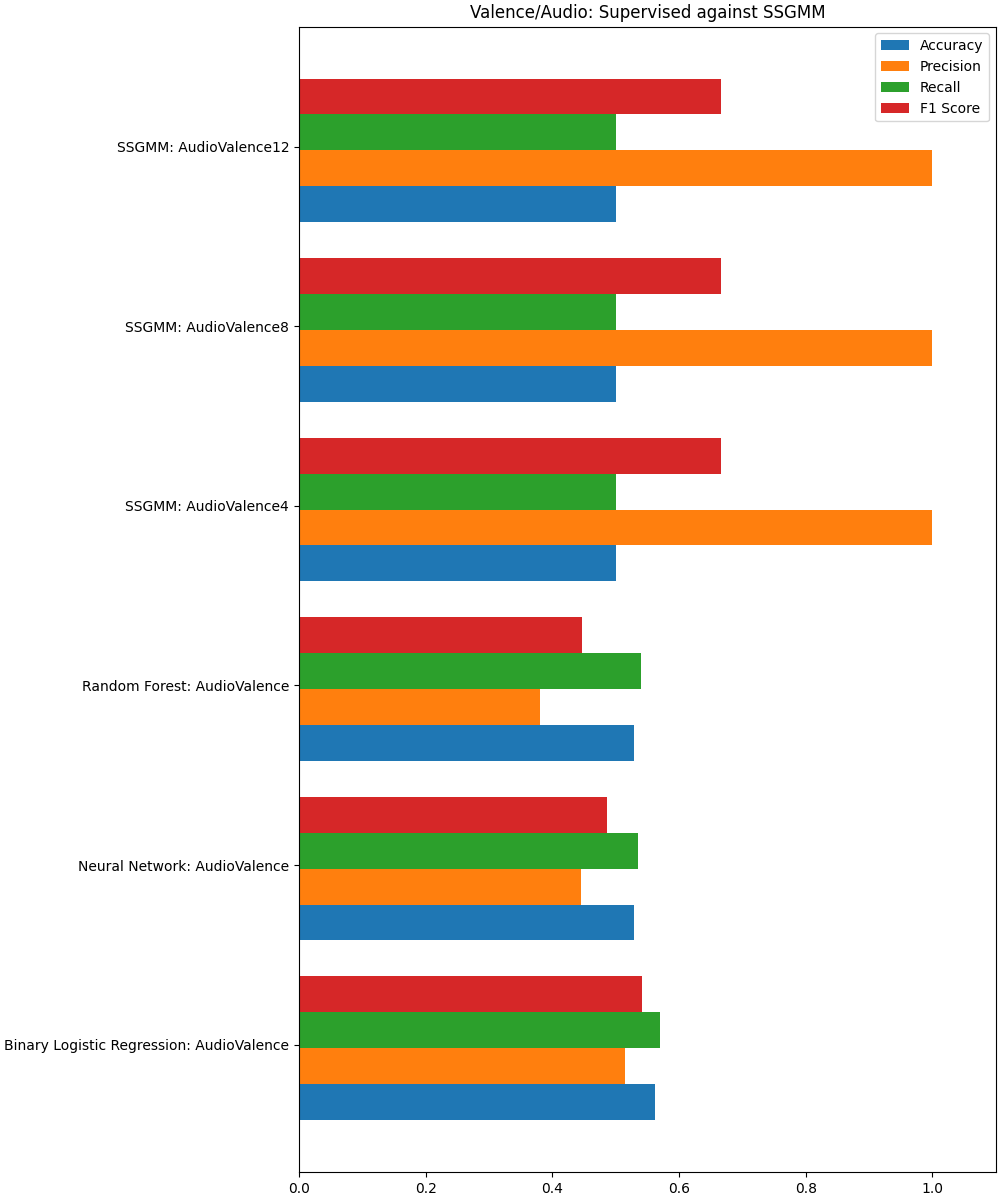 Valence/Audio: Supervised against SSGMM
Accuracy
Precision
Recall
F1 Score
SSGMM: AudioValence12
SSGMM: AudioValence8
SSGMM: AudioValence4
Random Forest: AudioValence
Neural Network: AudioValence
Binary Logistic Regression: AudioValence
0.0 0.2 0.4 0.6 0.8 1.0